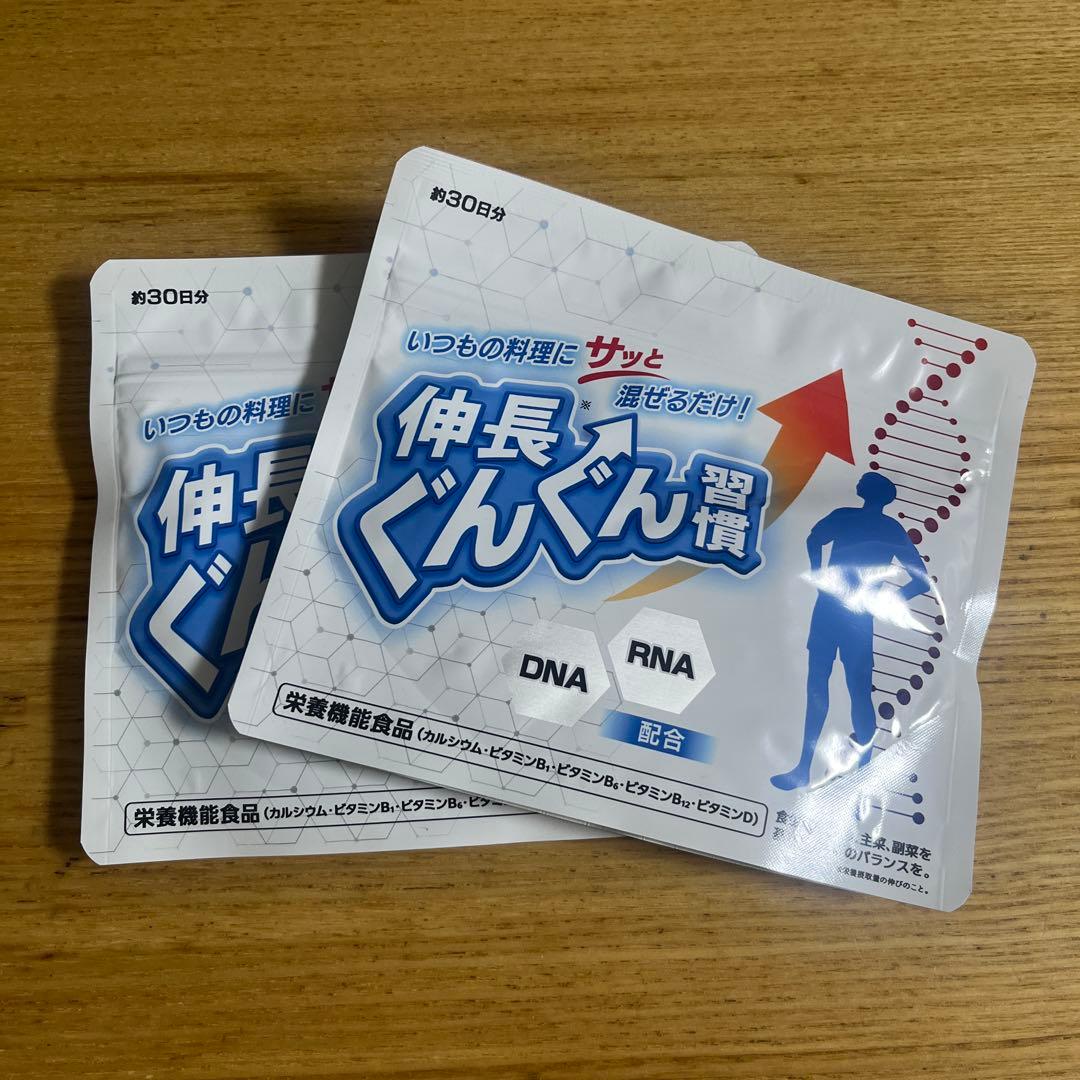 約30日分
いつもの料理に サッと
混ぜるだけ!
伸長※
ぐんぐん習慣
DNA
RNA
配合
栄養機能食品(カルシウム・ビタミンB₁・ビタミンB₆・ビタミンB₁₂・ビタミンD)
主菜、副菜を
のバランスを。
※栄養摂取量の伸びのこと。
約30日分
いつもの料理に
伸長
ぐん
栄養機能食品(カルシウム・ビタミンB₁・ビタミンB₆・ビタ